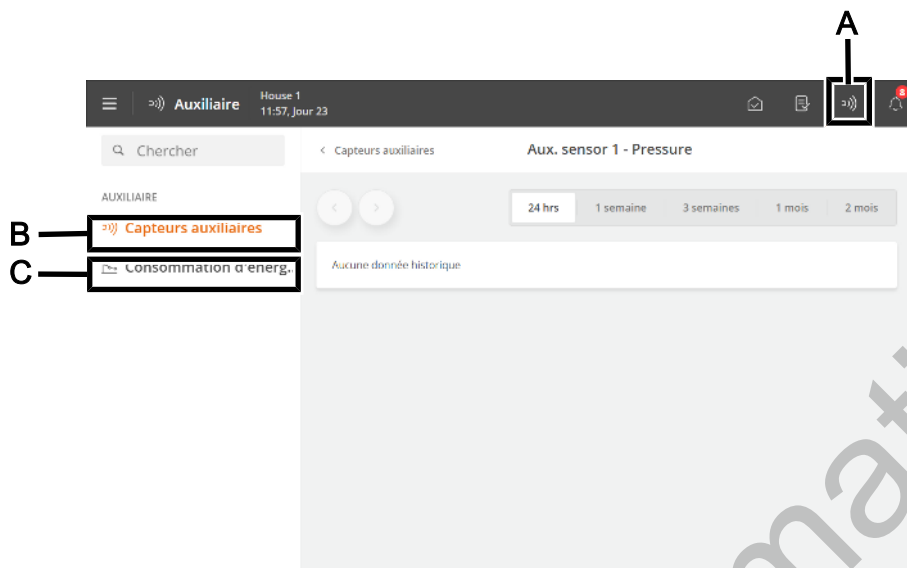 A
Auxiliaire
House 1
11:57, Jour 23
8
Chercher
Capteurs auxiliaires
Aux. sensor 1 - Pressure
AUXILIAIRE
24 hrs 1 semaine 3 semaines 1 mois 2 mois
B
Capteurs auxiliaires
C
Consommation d'énerg..
Aucune donnée historique